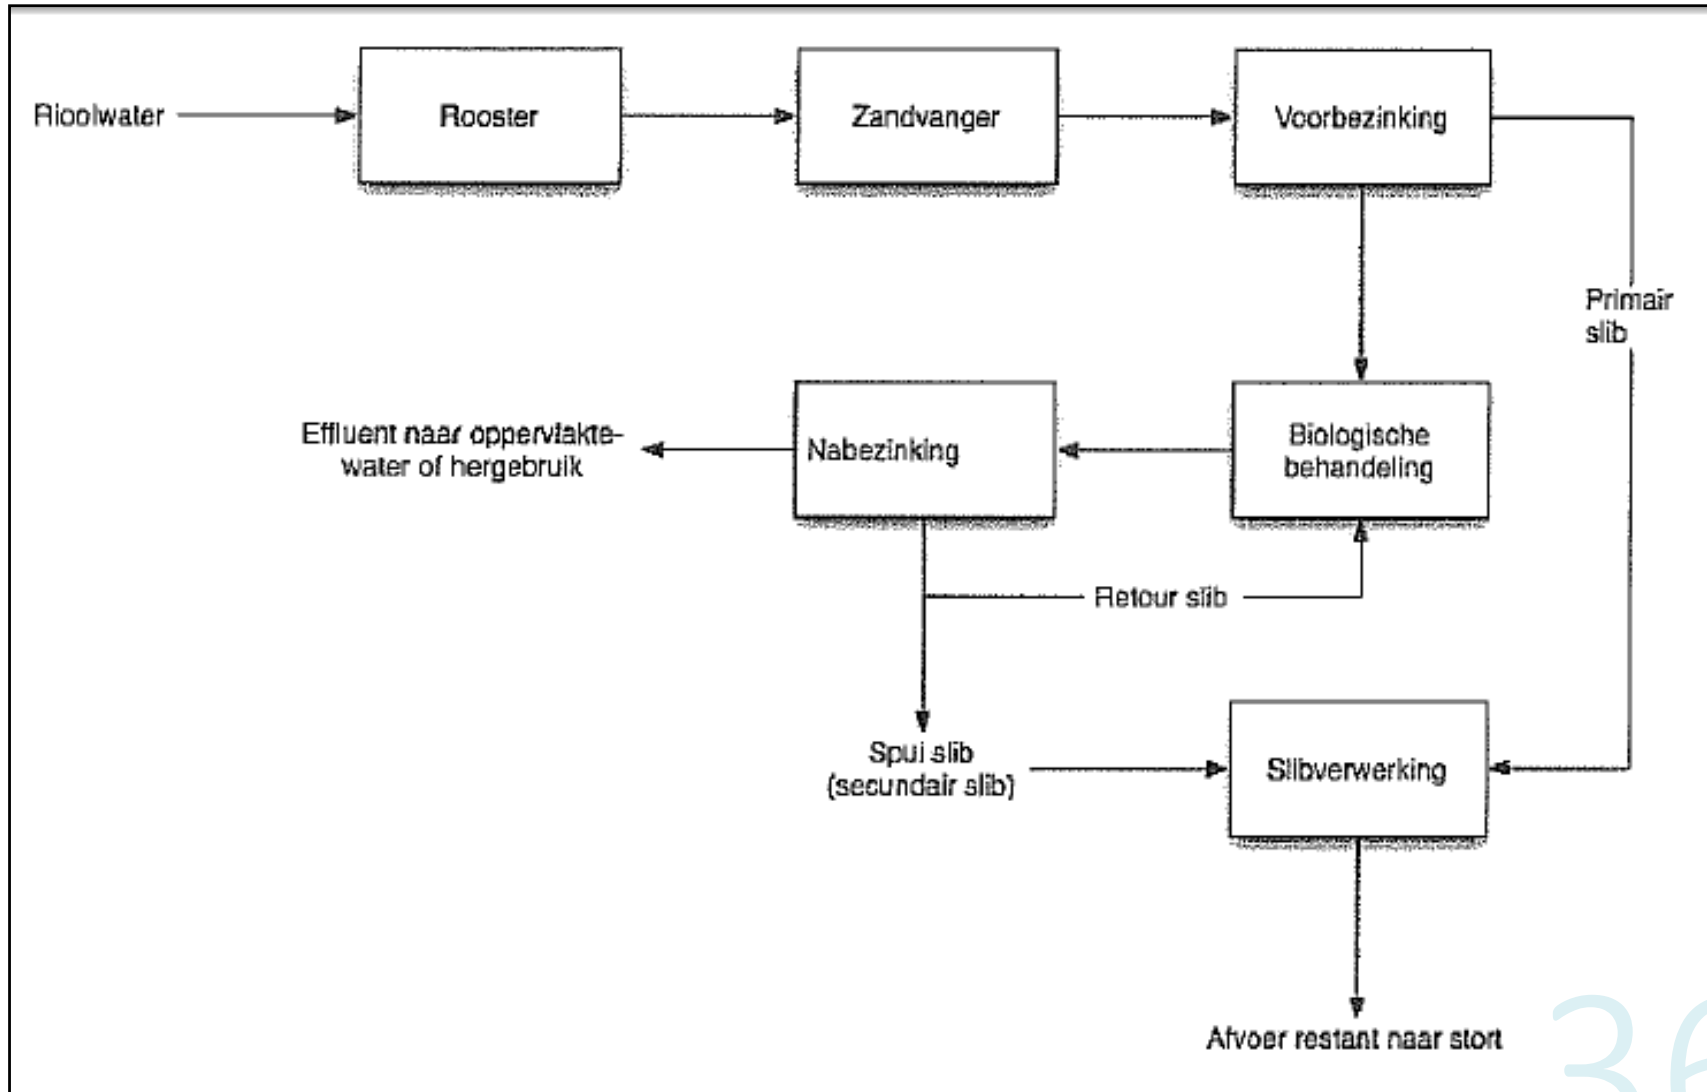 Rioolwater
Rooster
Zandvanger
Voorbezinking
Primair
slib
Effluent naar oppervlakte-
water of hergebruik
Nabezinking
Biologische
behandeling
Retour slib
Spui slib
(secundair slib)
Slibverwerking
Afvoer restant naar stort
36